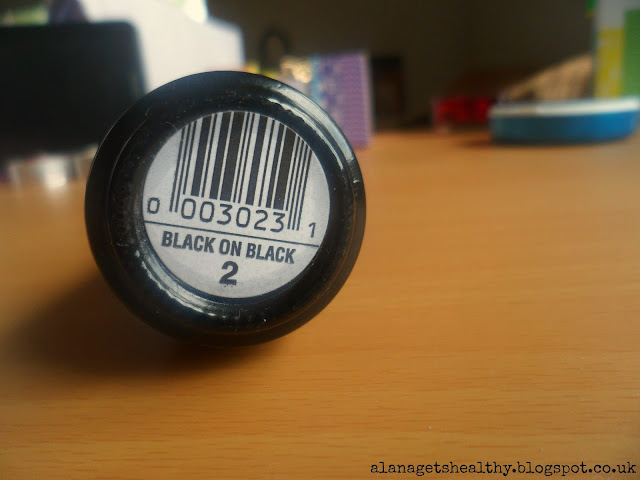 0 003023 1
BLACK ON BLACK
2
alanagetshealthy.blogspot.co.uk